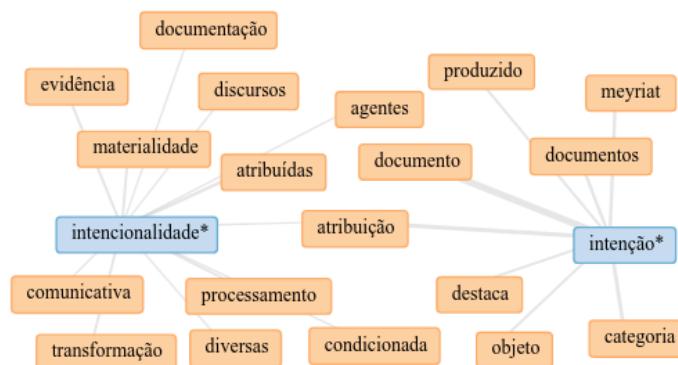 documentação
produzido
evidência
discursos
meyriat
agentes
materialidade
documento
documentos
atribuídas
intencionalidade*
atribuição
intenção*
comunicativa
processamento
destaca
categoria
transformação
diversas
condicionada
objeto